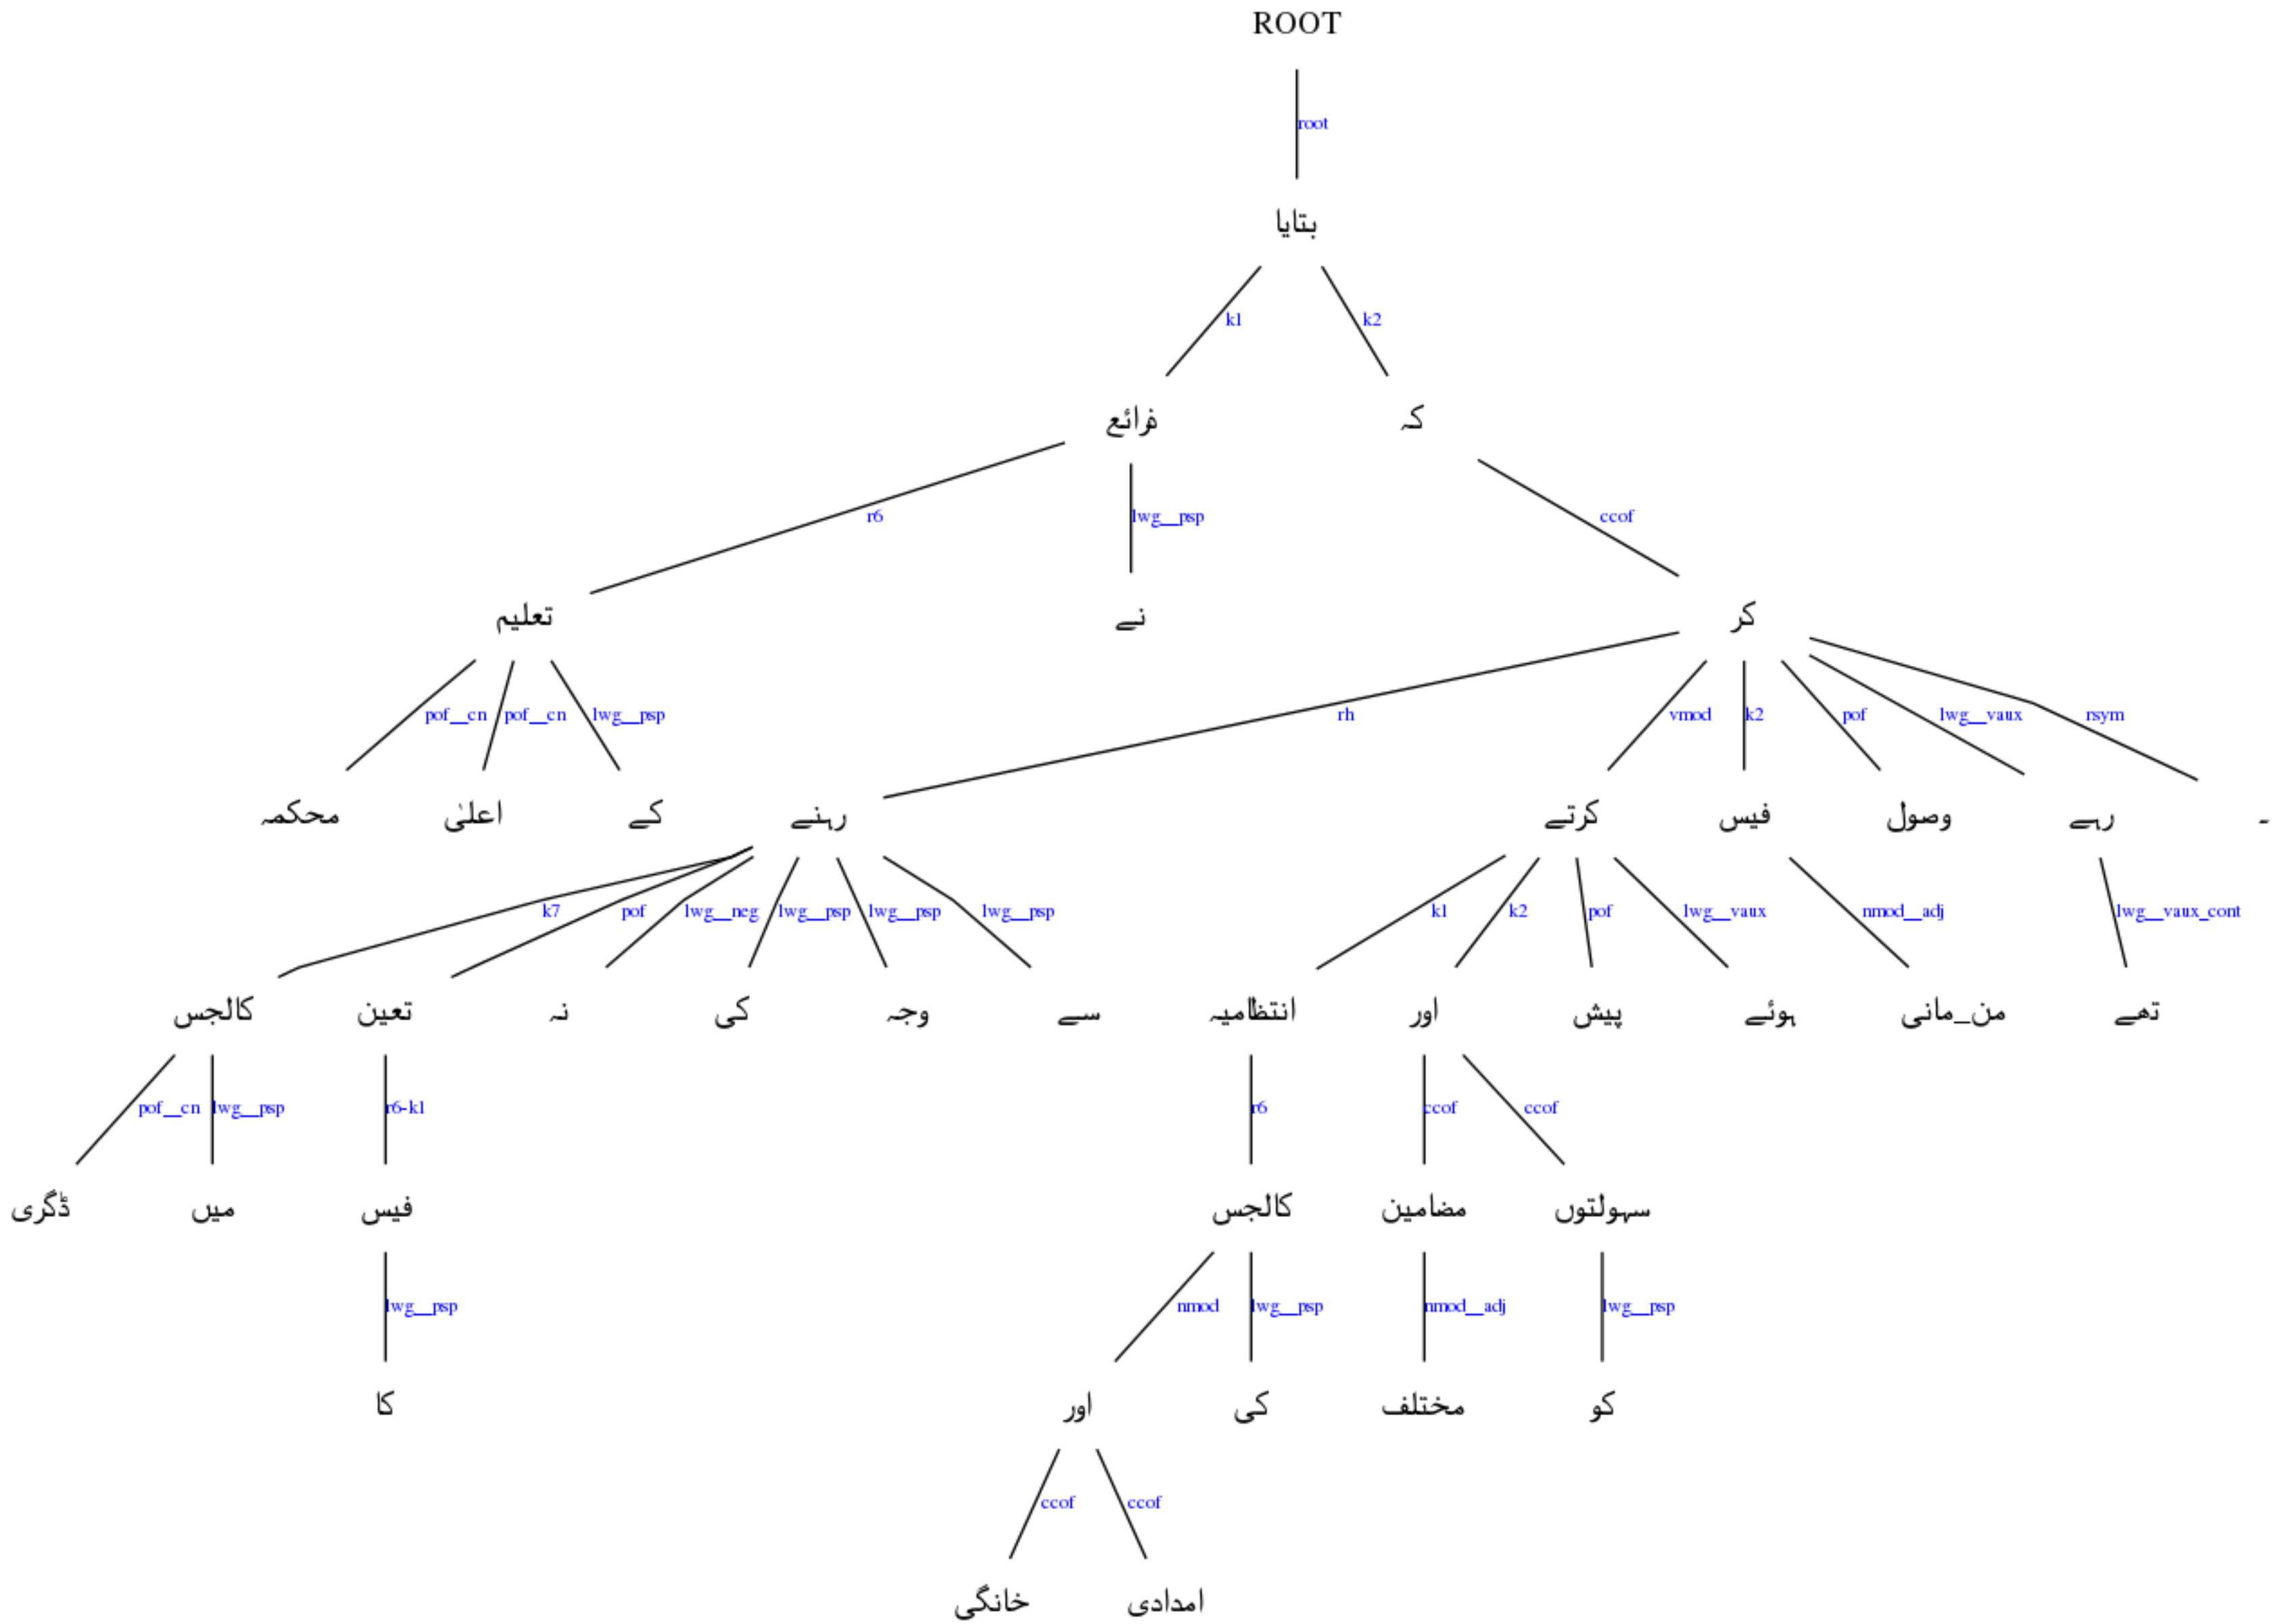 ROOT
root
بتایا
k1 k2
ذرائع کہ
r6 lwg__psp ccof
تعلیم نے کر
pof__cn pof__cn lwg__psp rh vmod k2 pof lwg__vaux rsym
محکمہ اعلیٰ کے رہنے کرتے فیس وصول رہے ۔
k7 pof lwg__neg lwg__psp lwg__psp lwg__psp k1 k2 pof lwg__vaux nmod__adj lwg__vaux_cont
کالجس تعین نہ کی وجہ سے انتظامیہ اور پیش ہوئے من_مانی تھے
pof__cn lwg__psp r6-k1 r6 ccof ccof
ڈگری میں فیس کالجس مضامین سہولتوں
lwg__psp nmod lwg__psp nmod__adj lwg__psp
کا اور کی مختلف کو
ccof ccof
خانگی امدادی